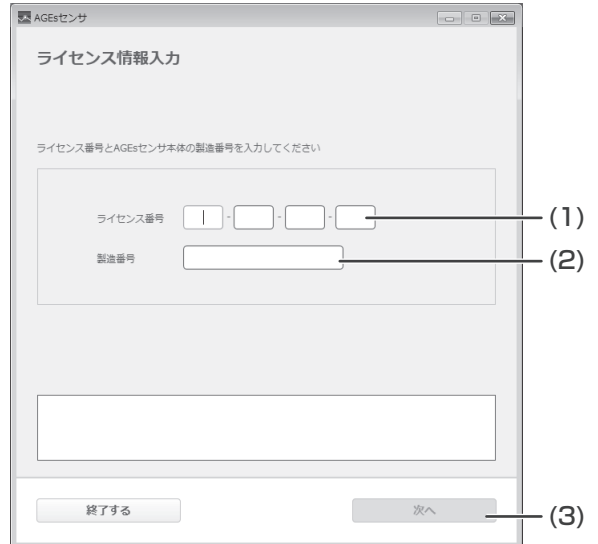 AGEsセンサ
ライセンス情報入力
ライセンス番号とAGEsセンサ本体の製造番号を入力してください
ライセンス番号 - - - (1)
製造番号 (2)
終了する 次へ (3)